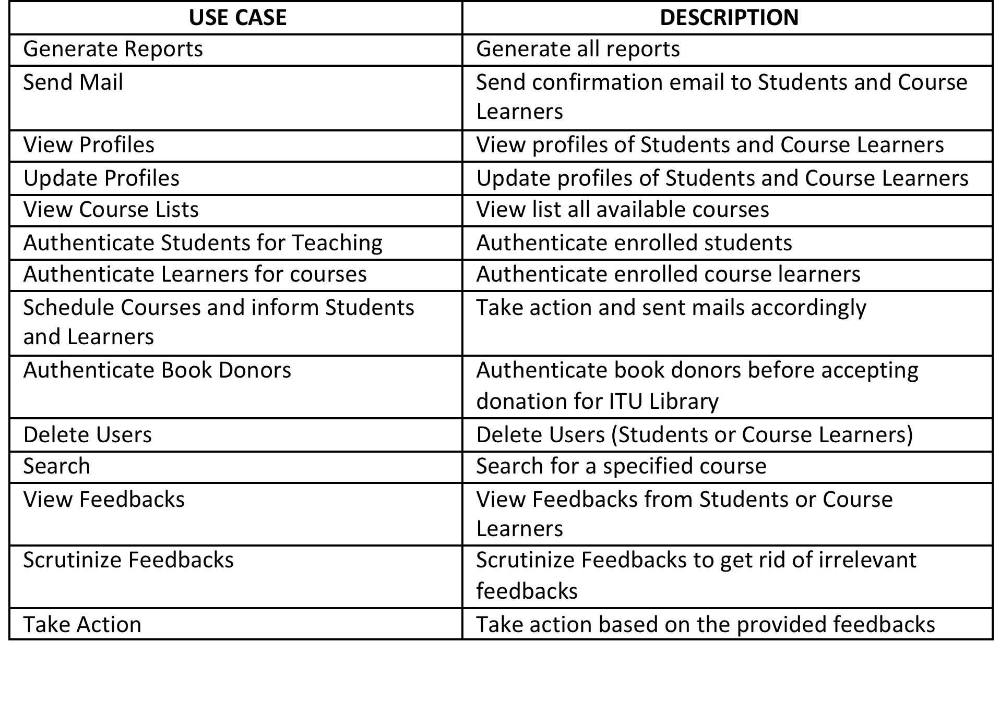 USE CASE DESCRIPTION
Generate Reports Generate all reports
Send Mail Send confirmation email to Students and Course
Learners
View Profiles View profiles of Students and Course Learners
Update Profiles Update profiles of Students and Course Learners
View Course Lists View list all available courses
Authenticate Students for Teaching Authenticate enrolled students
Authenticate Learners for courses Authenticate enrolled course learners
Schedule Courses and inform Students Take action and sent mails accordingly
and Learners
Authenticate Book Donors Authenticate book donors before accepting
donation for ITU Library
Delete Users Delete Users (Students or Course Learners)
Search Search for a specified course
View Feedbacks View Feedbacks from Students or Course
Learners
Scrutinize Feedbacks Scrutinize Feedbacks to get rid of irrelevant
feedbacks
Take Action Take action based on the provided feedbacks